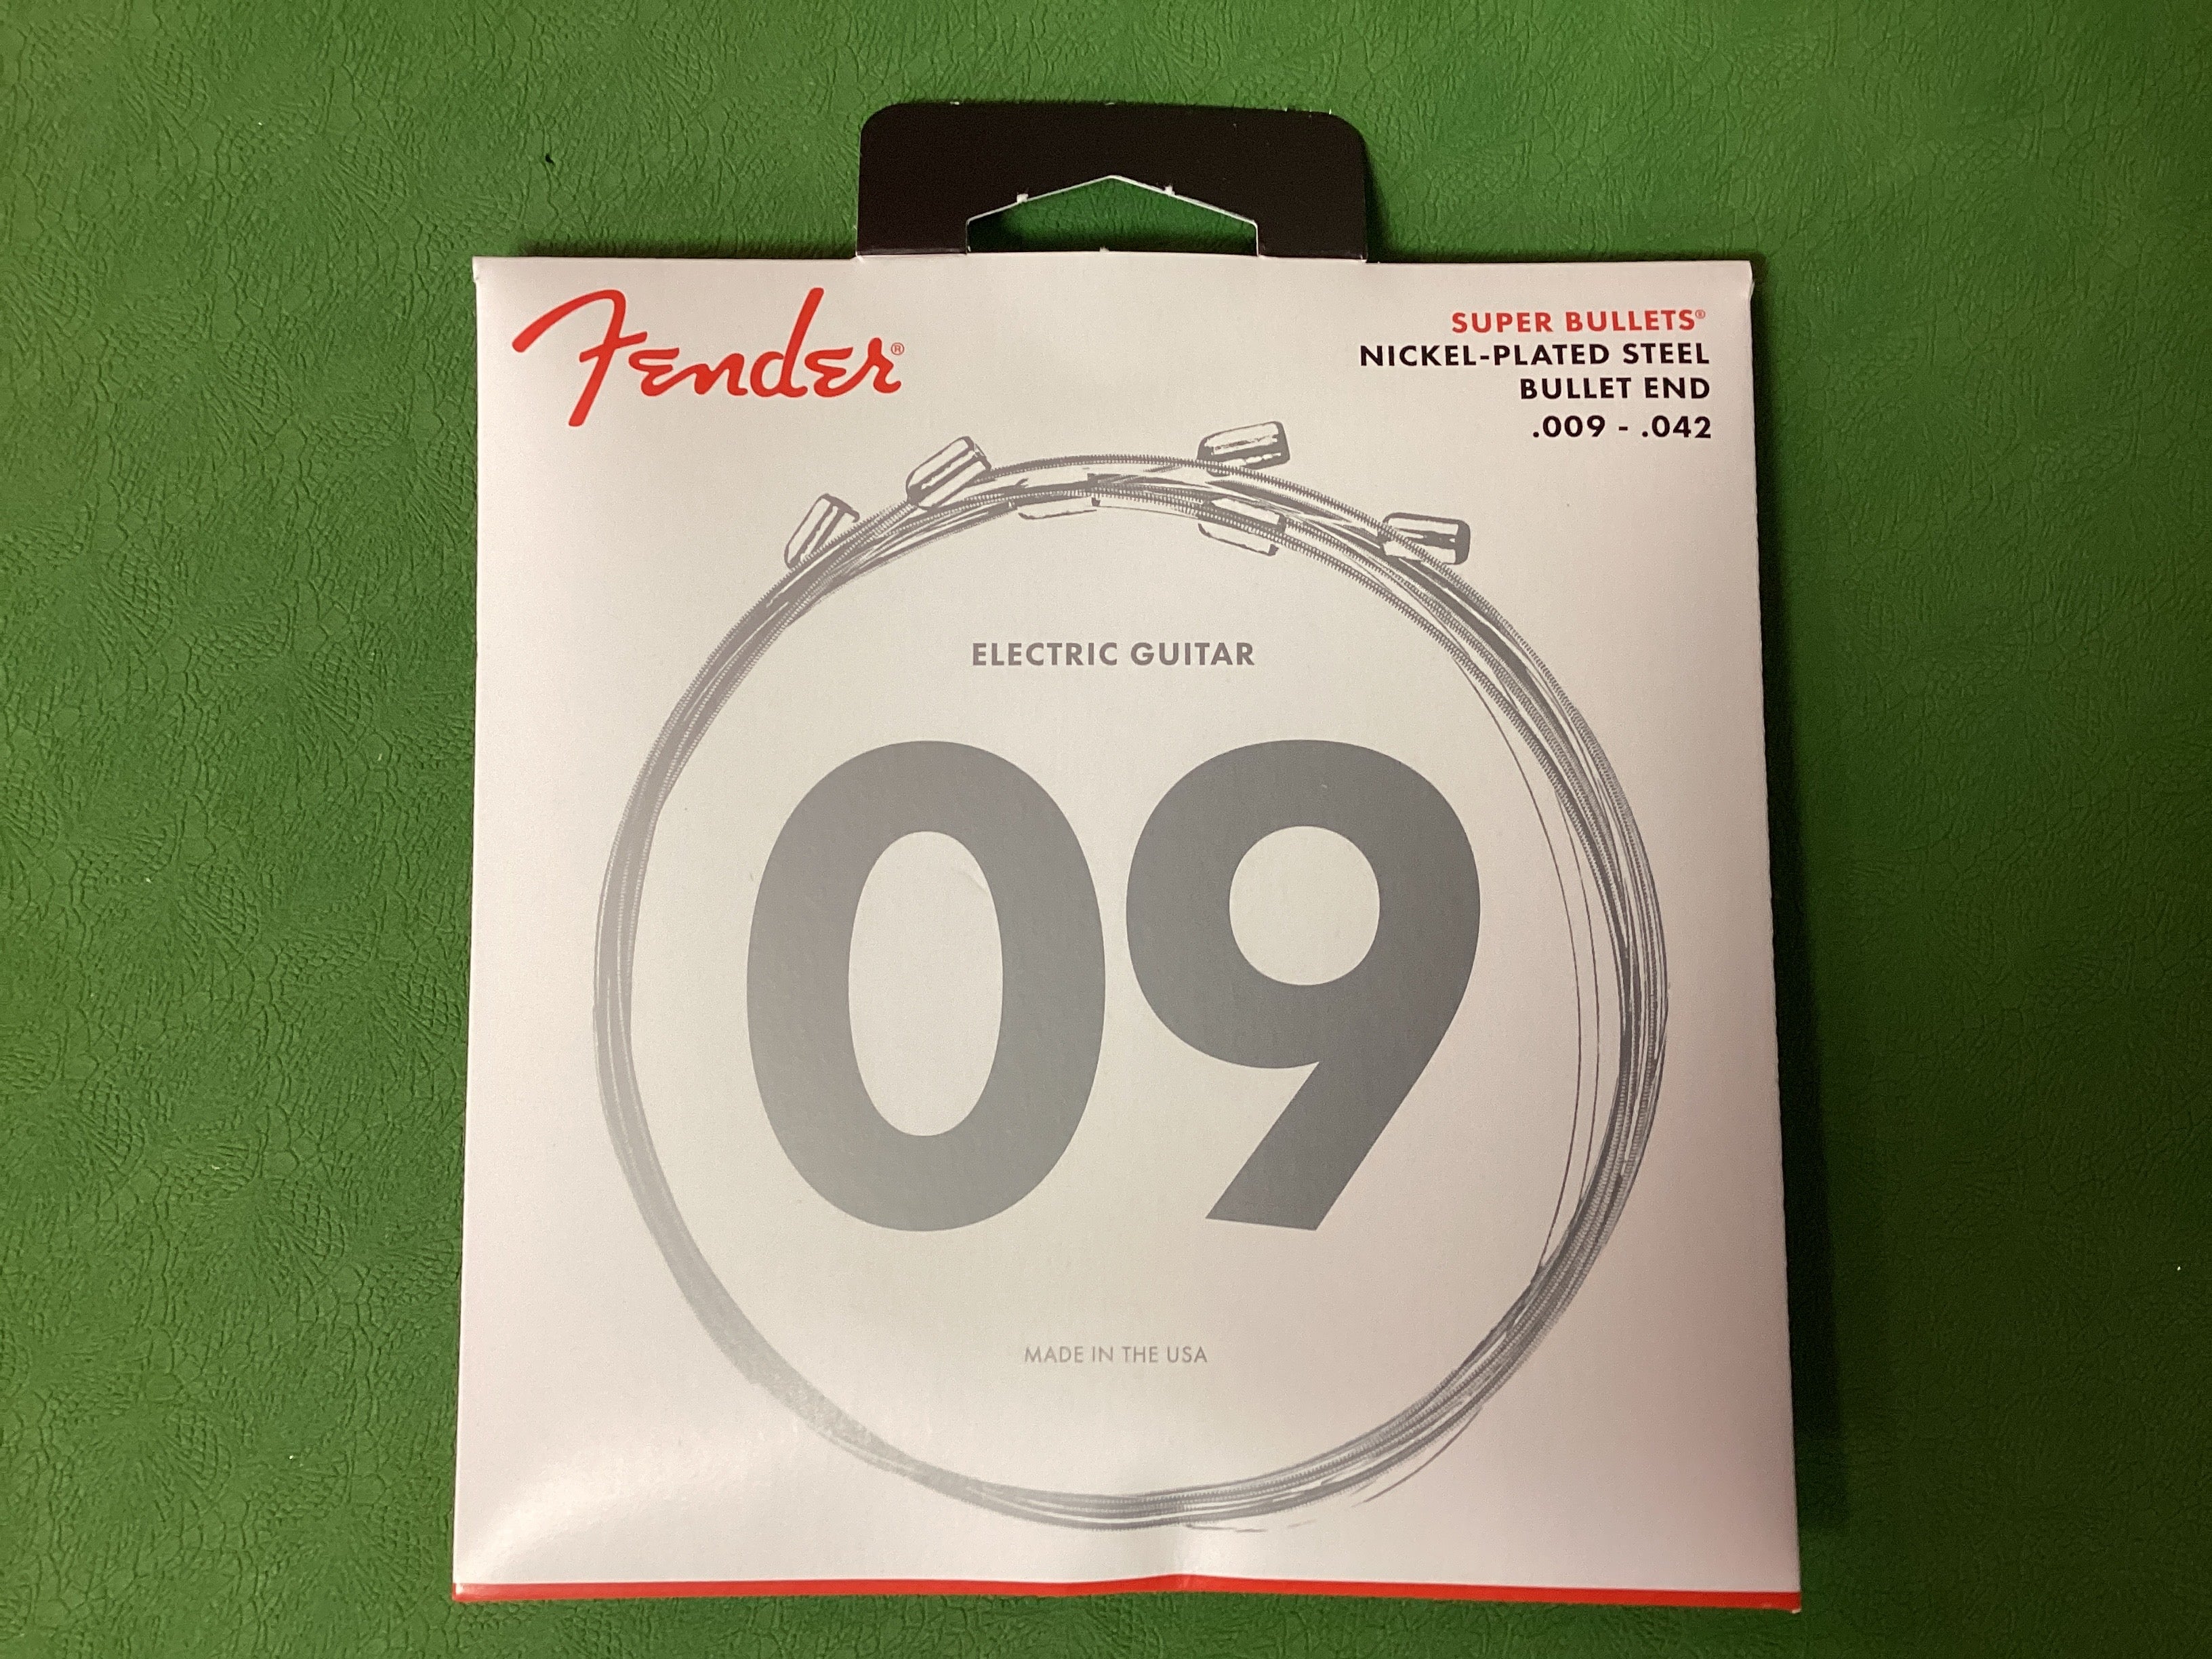 Fender®
SUPER BULLETS®
NICKEL-PLATED STEEL
BULLET END
.009 - .042
ELECTRIC GUITAR
09
MADE IN THE USA